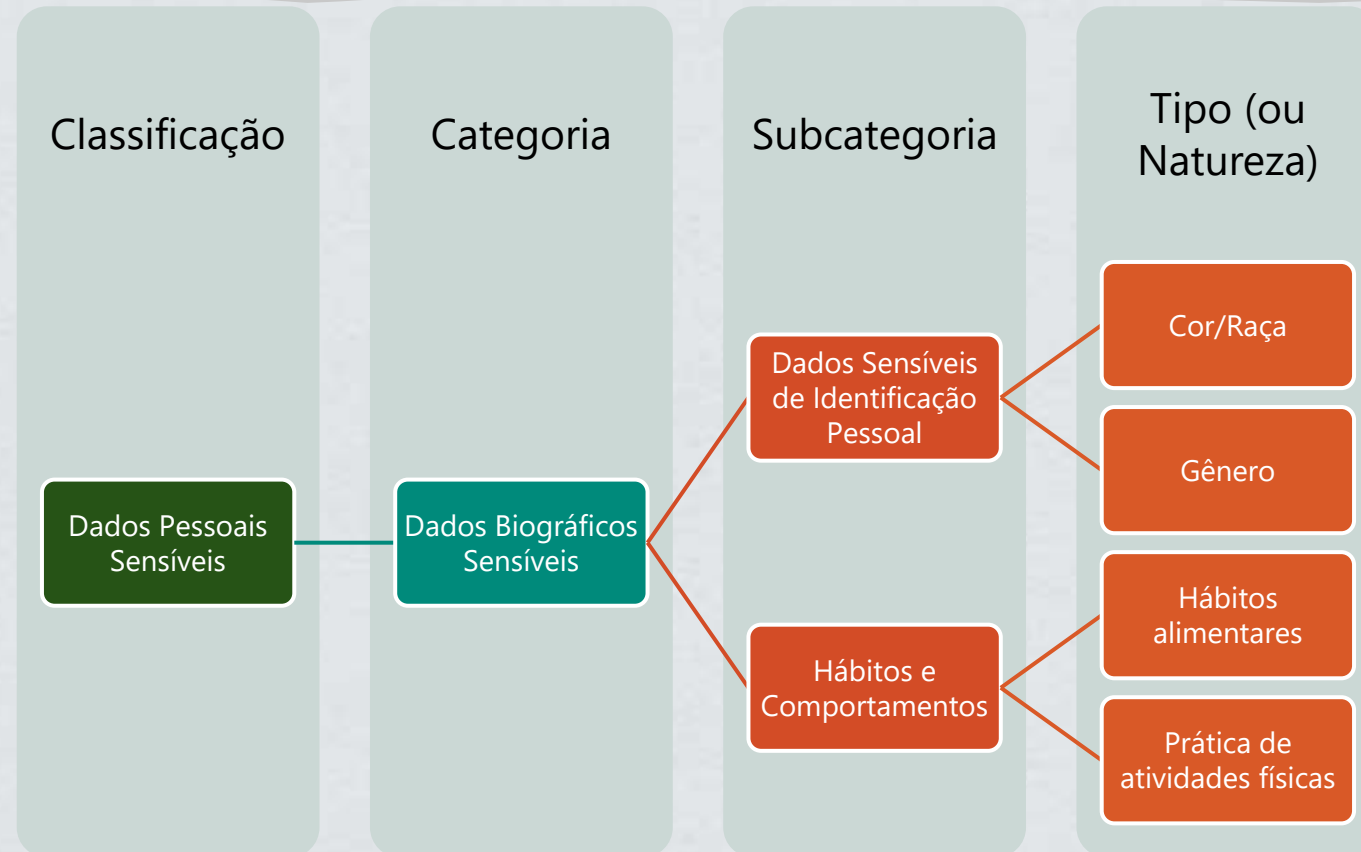 Classificação
Categoria
Subcategoria
Tipo (ou
Natureza)
Dados Pessoais
Sensíveis
Dados Biográficos
Sensíveis
Dados Sensíveis
de Identificação
Pessoal
Hábitos e
Comportamentos
Cor/Raça
Gênero
Hábitos
alimentares
Prática de
atividades físicas